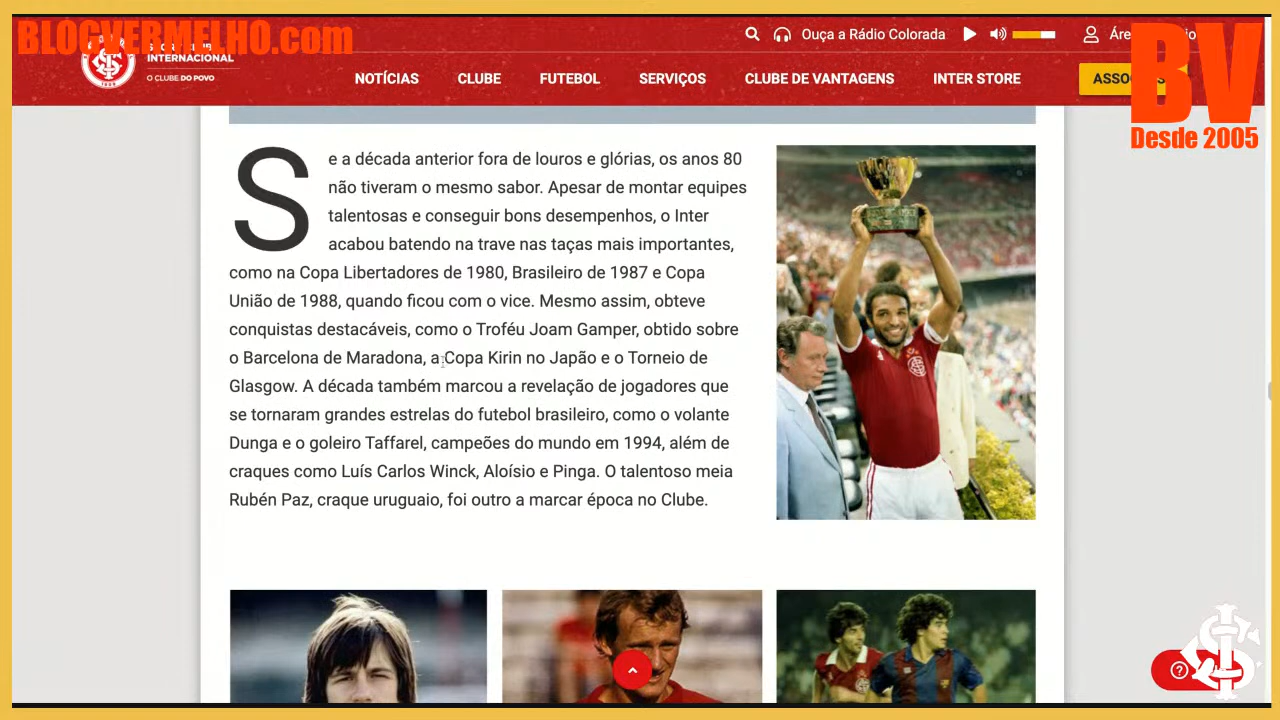 BLOGVERMELHO.com
INTERNACIONAL
O CLUBE DO POVO
Ouça a Rádio Colorada
BV
Desde 2005
NOTÍCIAS CLUBE FUTEBOL SERVIÇOS CLUBE DE VANTAGENS INTER STORE
Se a década anterior fora de louros e glórias, os anos 80
não tiveram o mesmo sabor. Apesar de montar equipes
talentosas e conseguir bons desempenhos, o Inter
acabou batendo na trave nas taças mais importantes,
como na Copa Libertadores de 1980, Brasileiro de 1987 e Copa
União de 1988, quando ficou com o vice. Mesmo assim, obteve
conquistas destacáveis, como o Troféu Joam Gamper, obtido sobre
o Barcelona de Maradona, a Copa Kirin no Japão e o Torneio de
Glasgow. A década também marcou a revelação de jogadores que
se tornaram grandes estrelas do futebol brasileiro, como o volante
Dunga e o goleiro Taffarel, campeões do mundo em 1994, além de
craques como Luís Carlos Winck, Aloísio e Pinga. O talentoso meia
Rubén Paz, craque uruguaio, foi outro a marcar época no Clube.